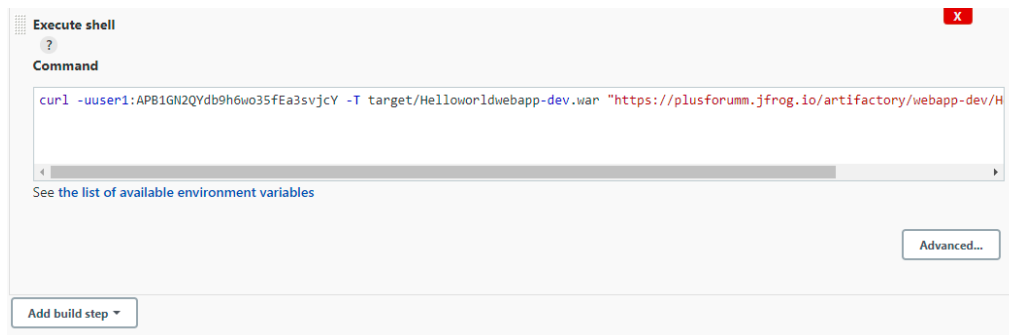 Execute shell
X
?
Command
curl -uuser1:APB1GN2QYdb9h6wo35fEa3svjcY -T target/Helloworldwebapp-dev.war "https://plusforumm.jfrog.io/artifactory/webapp-dev/H
See the list of available environment variables
Advanced...
Add build step